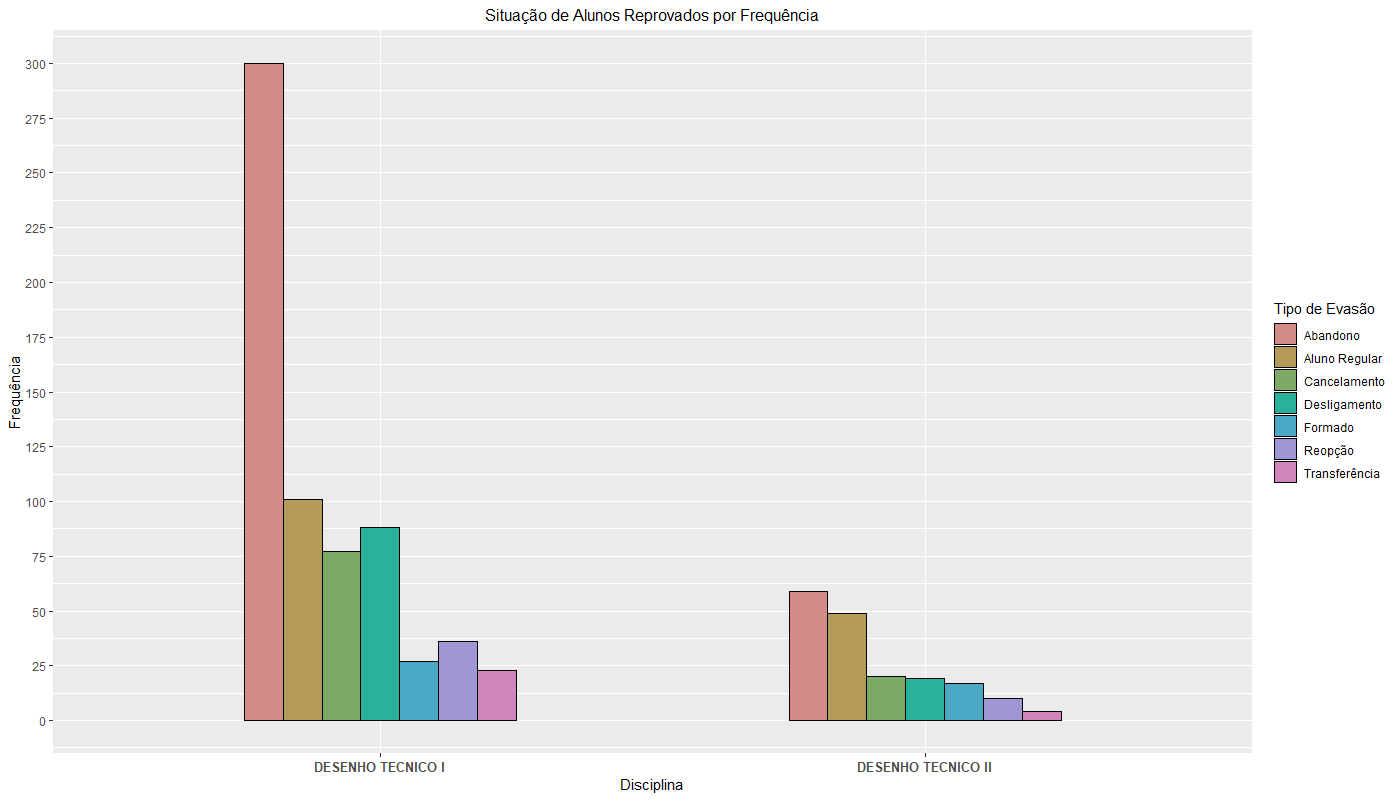 Situação de Alunos Reprovados por Frequência
Frequência
300
275
250
225
200
175
150
125
100
75
50
25
0
DESENHO TECNICO I
DESENHO TECNICO II
Disciplina
Tipo de Evasão
Abandono
Aluno Regular
Cancelamento
Desligamento
Formado
Reopção
Transferência